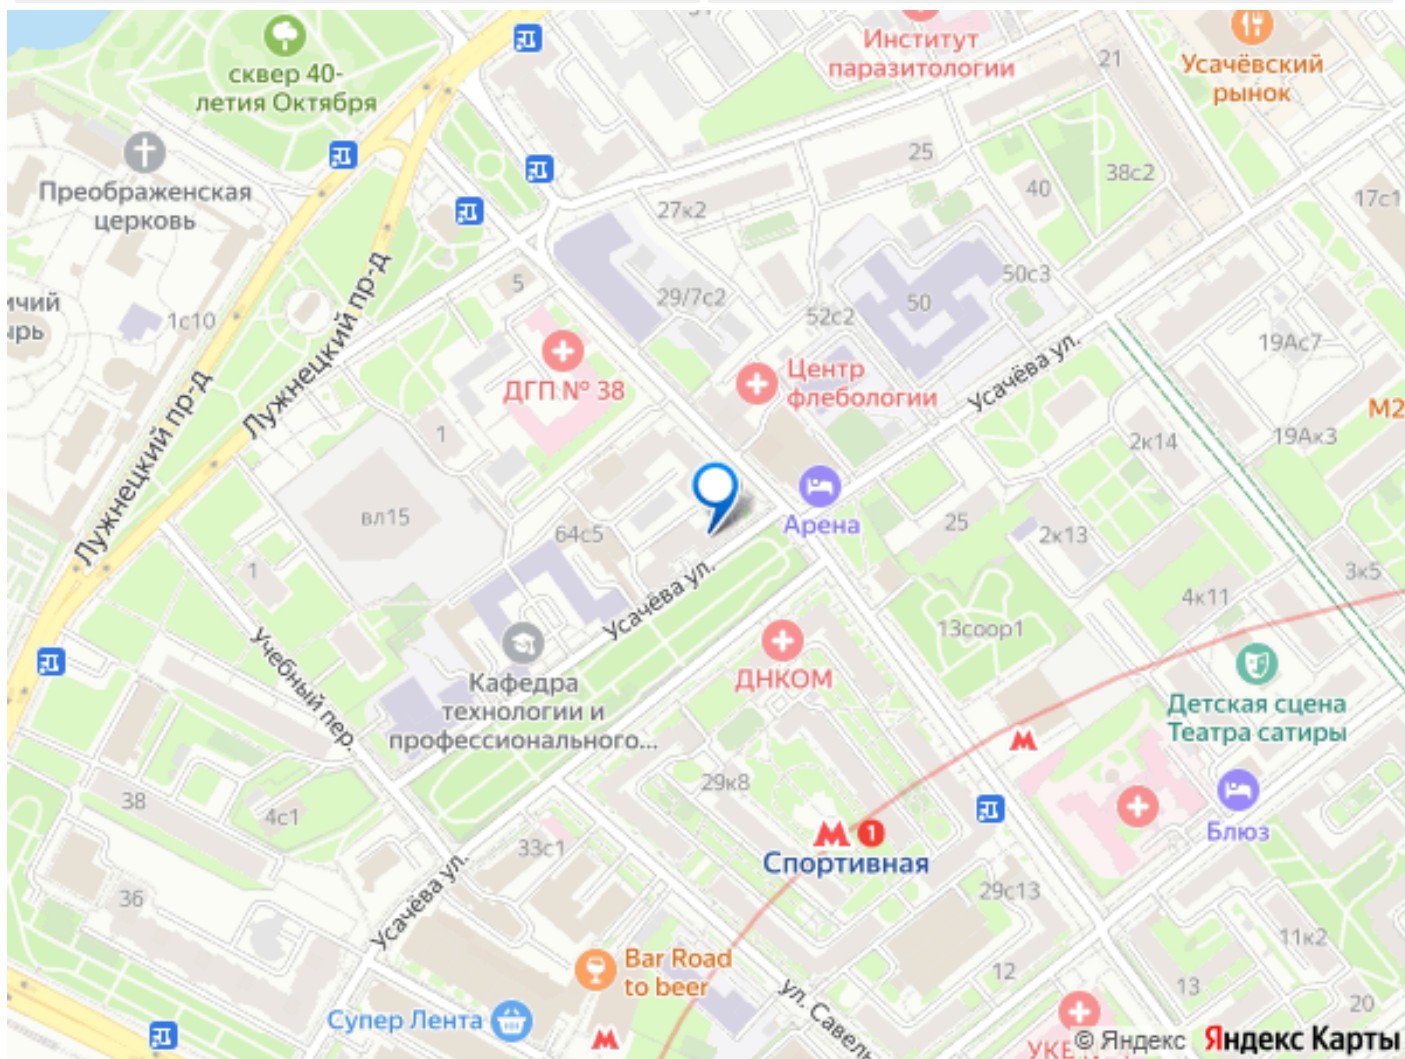 сквер 40-
летия Октября
Институт
паразитологии
21
Усачёвский
рынок
Преображенская
церковь
25
38с2
40
17с1
27к2
5
29/7с2
50с3
50
52с2
1с10
19Ас7
Лужнецкий пр-д
Лужнецкий пр-д
ДГП № 38
Центр
флебологии
Усачёва ул.
М2
1
2к14
19Ак3
вл15
64с5
Арена
25
2к13
1
Усачёва ул.
3к5
4к11
13соор1
Учебный пер.
ДНКОМ
Кафедра
технологии и
профессионального...
Детская сцена
Театра сатиры
29к8
38
4с1
33с1
1
Спортивная
Блюз
29с13
36
Усачёва ул.
11к2
Bar Road
to beer
12
13
20
ул. Савель
Супер Лента
© Яндекс Яндекс Карты